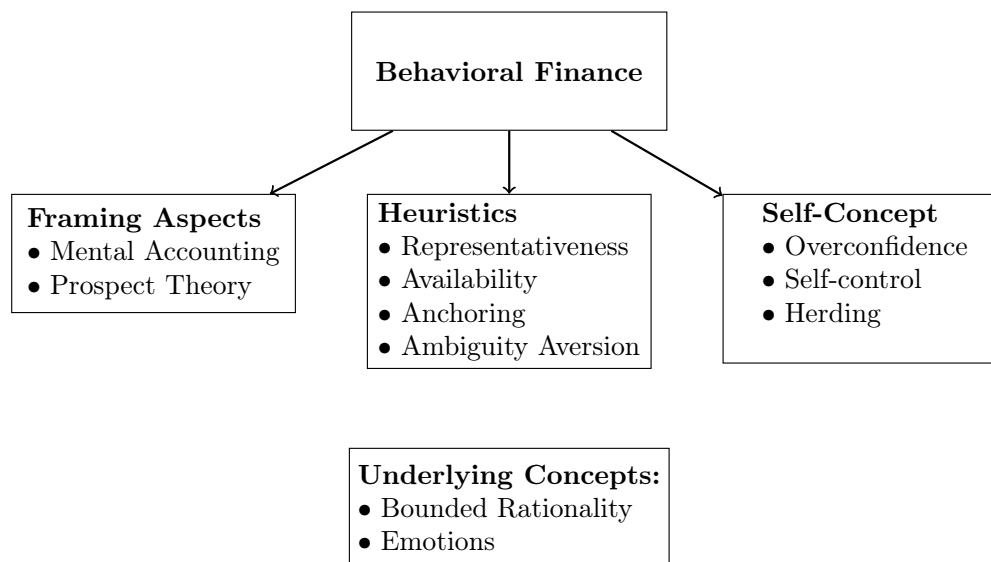 Behavioral Finance
Framing Aspects
• Mental Accounting
• Prospect Theory
Heuristics
• Representativeness
• Availability
• Anchoring
• Ambiguity Aversion
Self-Concept
• Overconfidence
• Self-control
• Herding
Underlying Concepts:
• Bounded Rationality
• Emotions